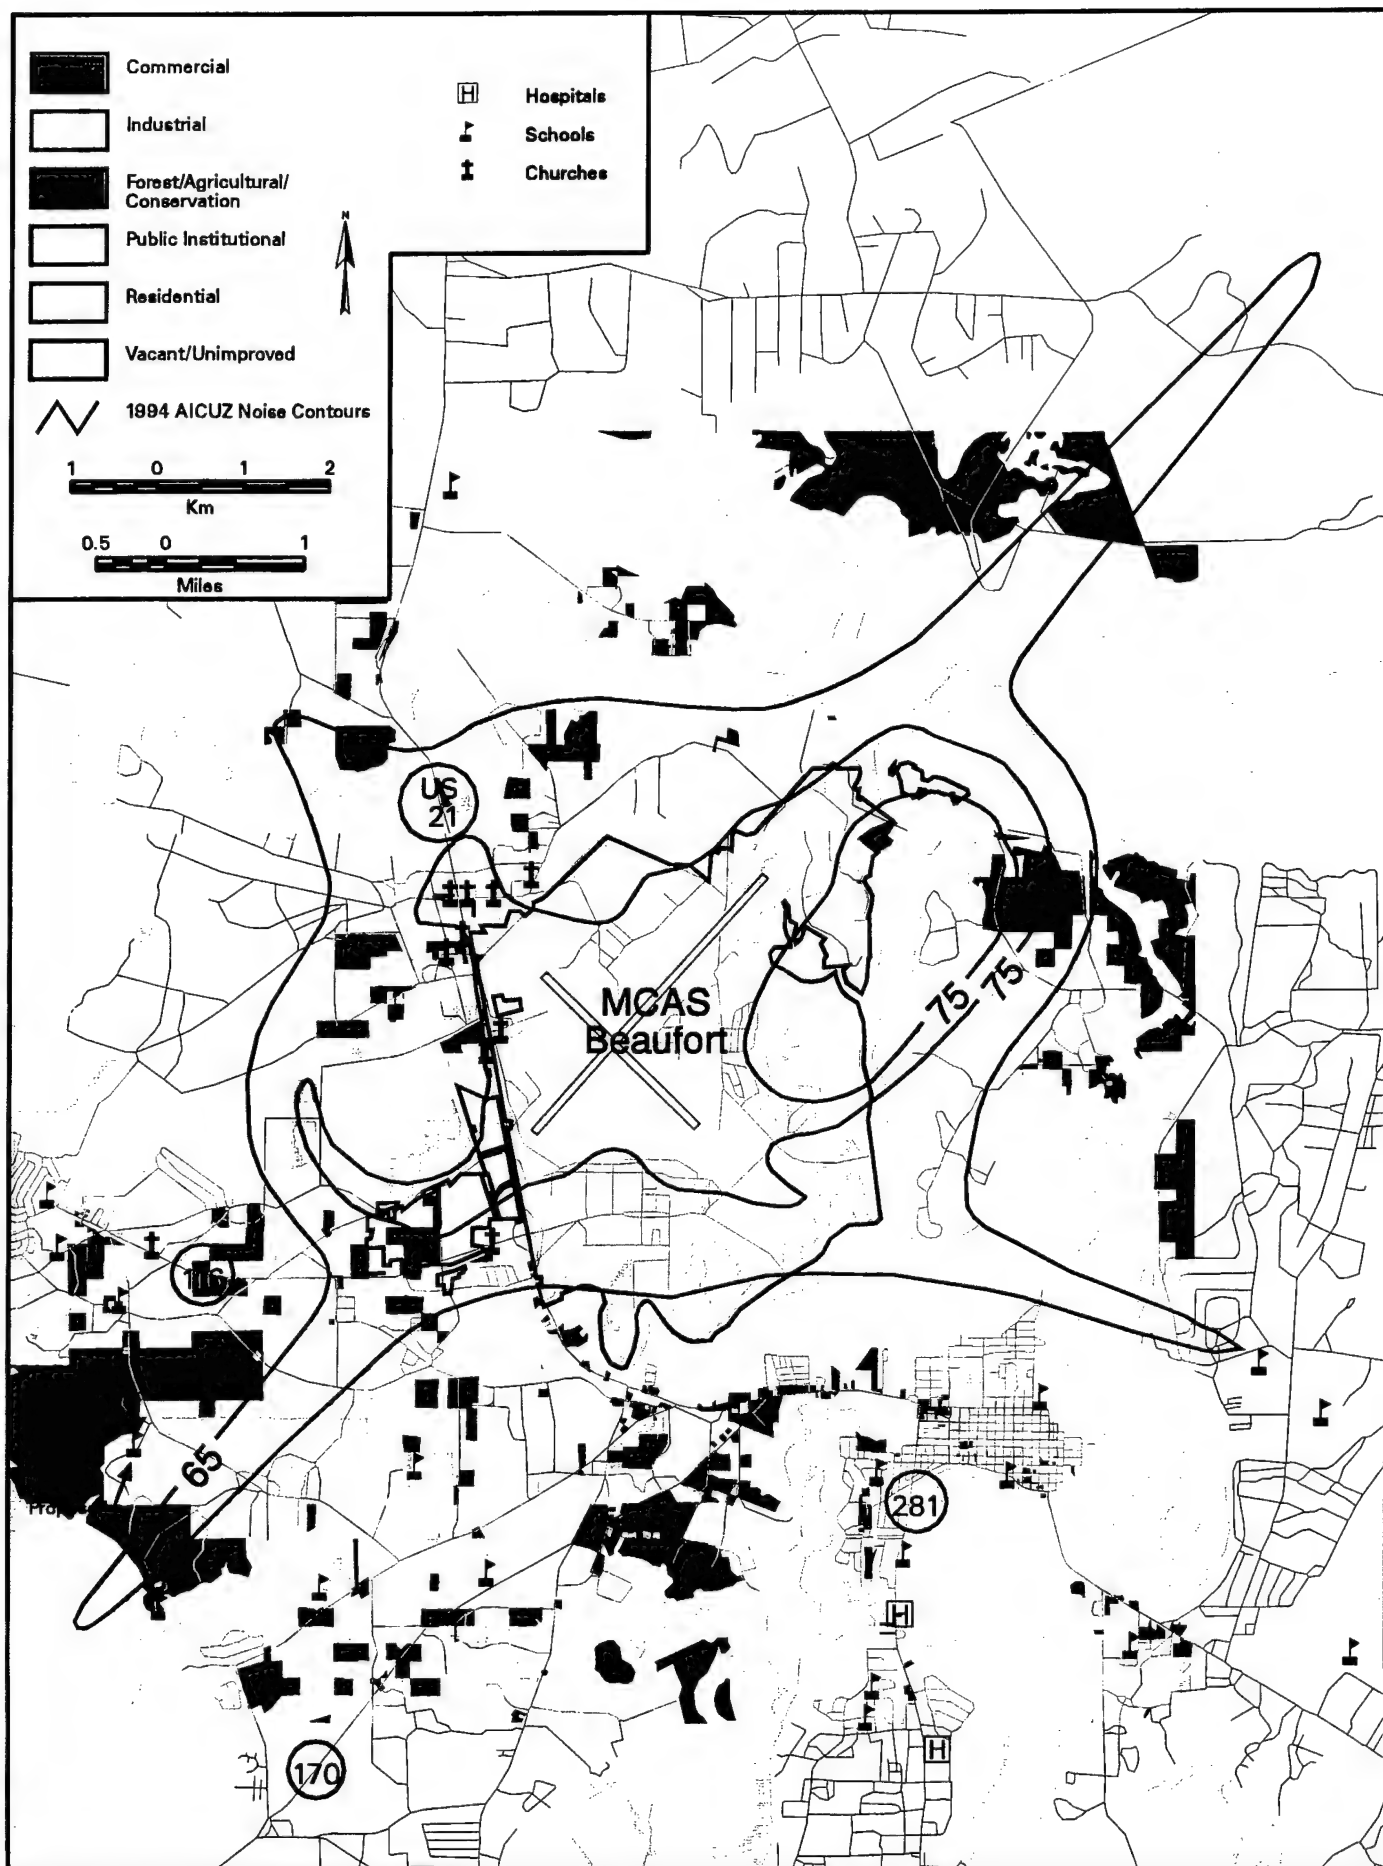 Commercial
Industrial
Forest/Agricultural/
Conservation
Public Institutional
Residential
Vacant/Unimproved
1994 AICUZ Noise Contours
H Hospitals
Schools
Churches
N
1 0 1 2
Km
0.5 0 1
Miles
US
21
MCAS
Beaufort
75
75
65
281
H
H
170